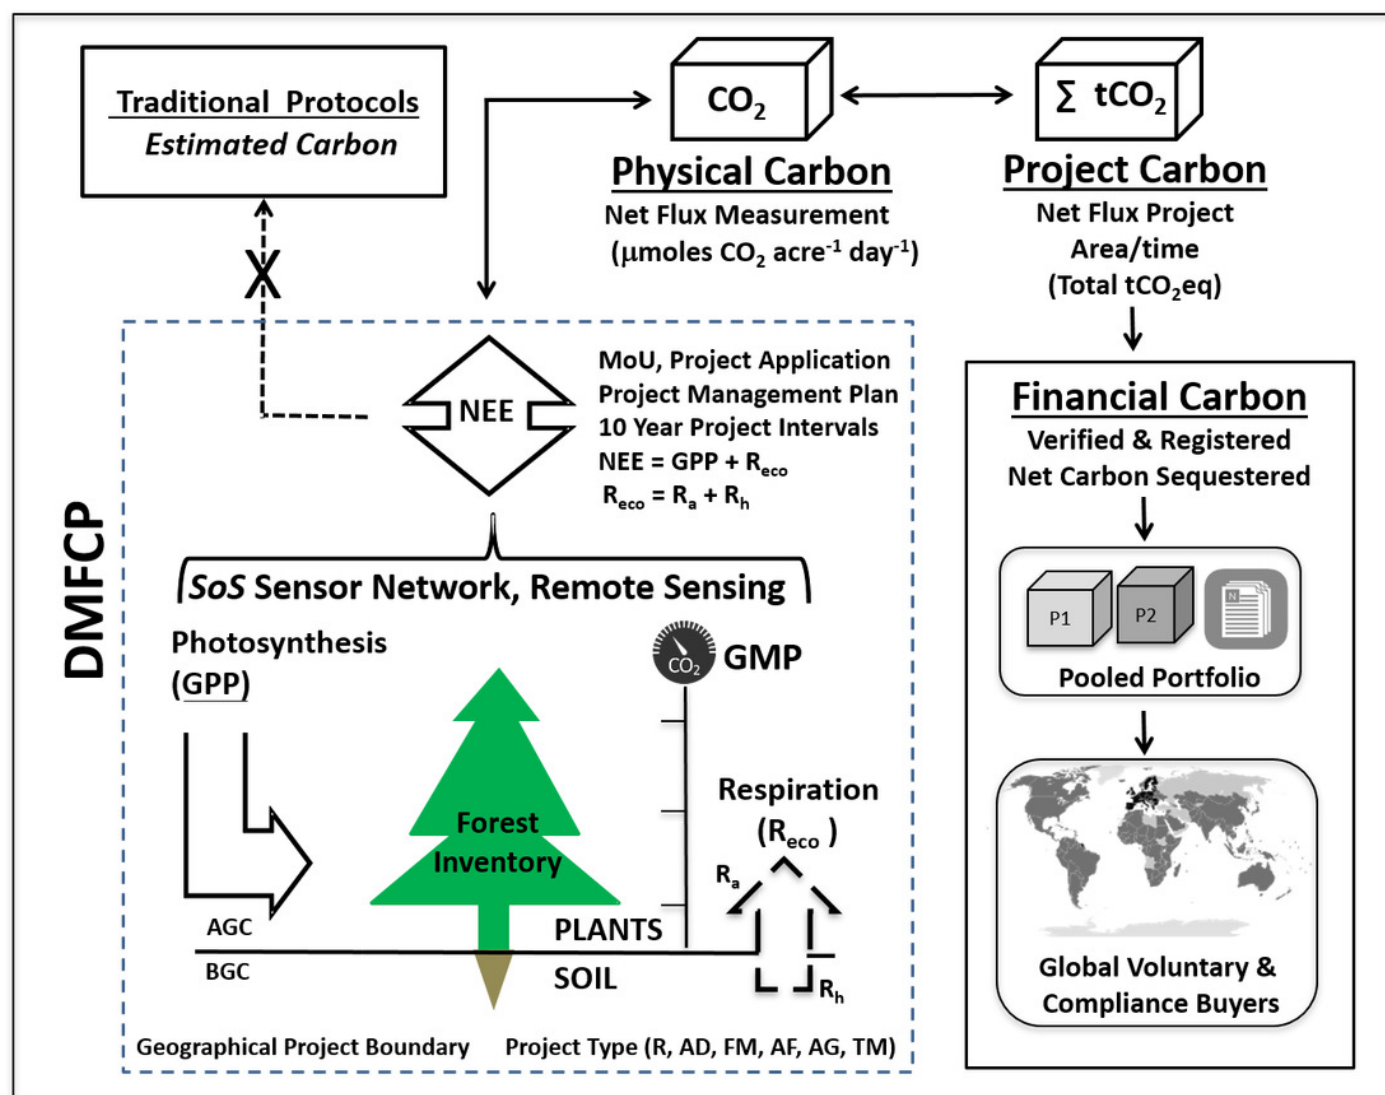 Traditional Protocols
Estimated Carbon
CO₂
Physical Carbon
Net Flux Measurement
(μmoles CO₂ acre⁻¹ day⁻¹)
∑ tCO₂
Project Carbon
Net Flux Project
Area/time
(Total tCO₂eq)
X
DMFCP
NEE
MoU, Project Application
Project Management Plan
10 Year Project Intervals
NEE = GPP + Reco
Reco = Ra + Rh
SoS Sensor Network, Remote Sensing
Photosynthesis
(GPP)
CO₂
GMP
Forest
Inventory
Respiration
(Reco )
Ra
AGC
PLANTS
BGC
SOIL
Rh
Geographical Project Boundary
Project Type (R, AD, FM, AF, AG, TM)
Financial Carbon
Verified & Registered
Net Carbon Sequestered
P1
P2
N
Pooled Portfolio
Global Voluntary &
Compliance Buyers